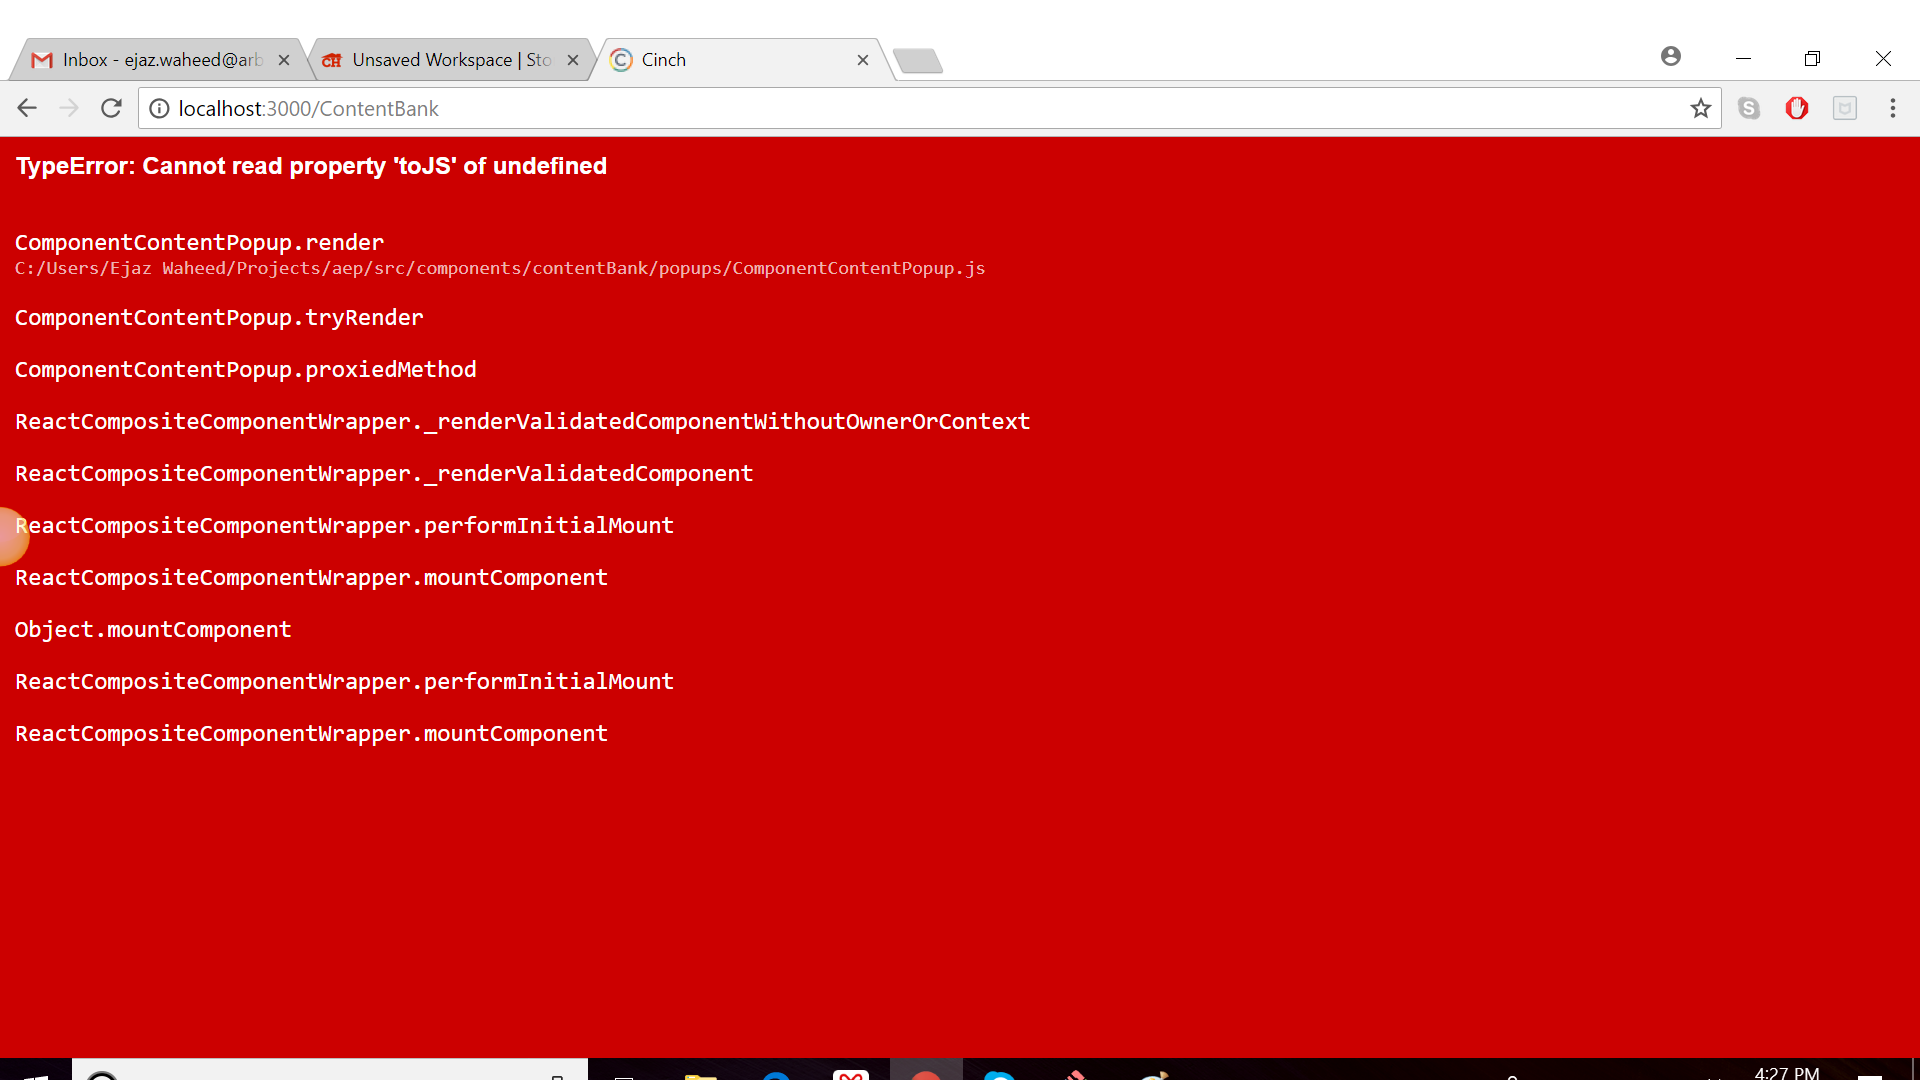 Inbox - ejaz.waheed@arb
Unsaved Workspace | Sto
Cinch
localhost:3000/ContentBank
TypeError: Cannot read property 'toJS' of undefined
ComponentContentPopup.render
C:/Users/Ejaz Waheed/Projects/aep/src/components/contentBank/popups/ComponentContentPopup.js
ComponentContentPopup.tryRender
ComponentContentPopup.proxiedMethod
ReactCompositeComponentWrapper._renderValidatedComponentWithoutOwnerOrContext
ReactCompositeComponentWrapper._renderValidatedComponent
ReactCompositeComponentWrapper.performInitialMount
ReactCompositeComponentWrapper.mountComponent
Object.mountComponent
ReactCompositeComponentWrapper.performInitialMount
ReactCompositeComponentWrapper.mountComponent
4:27 PM